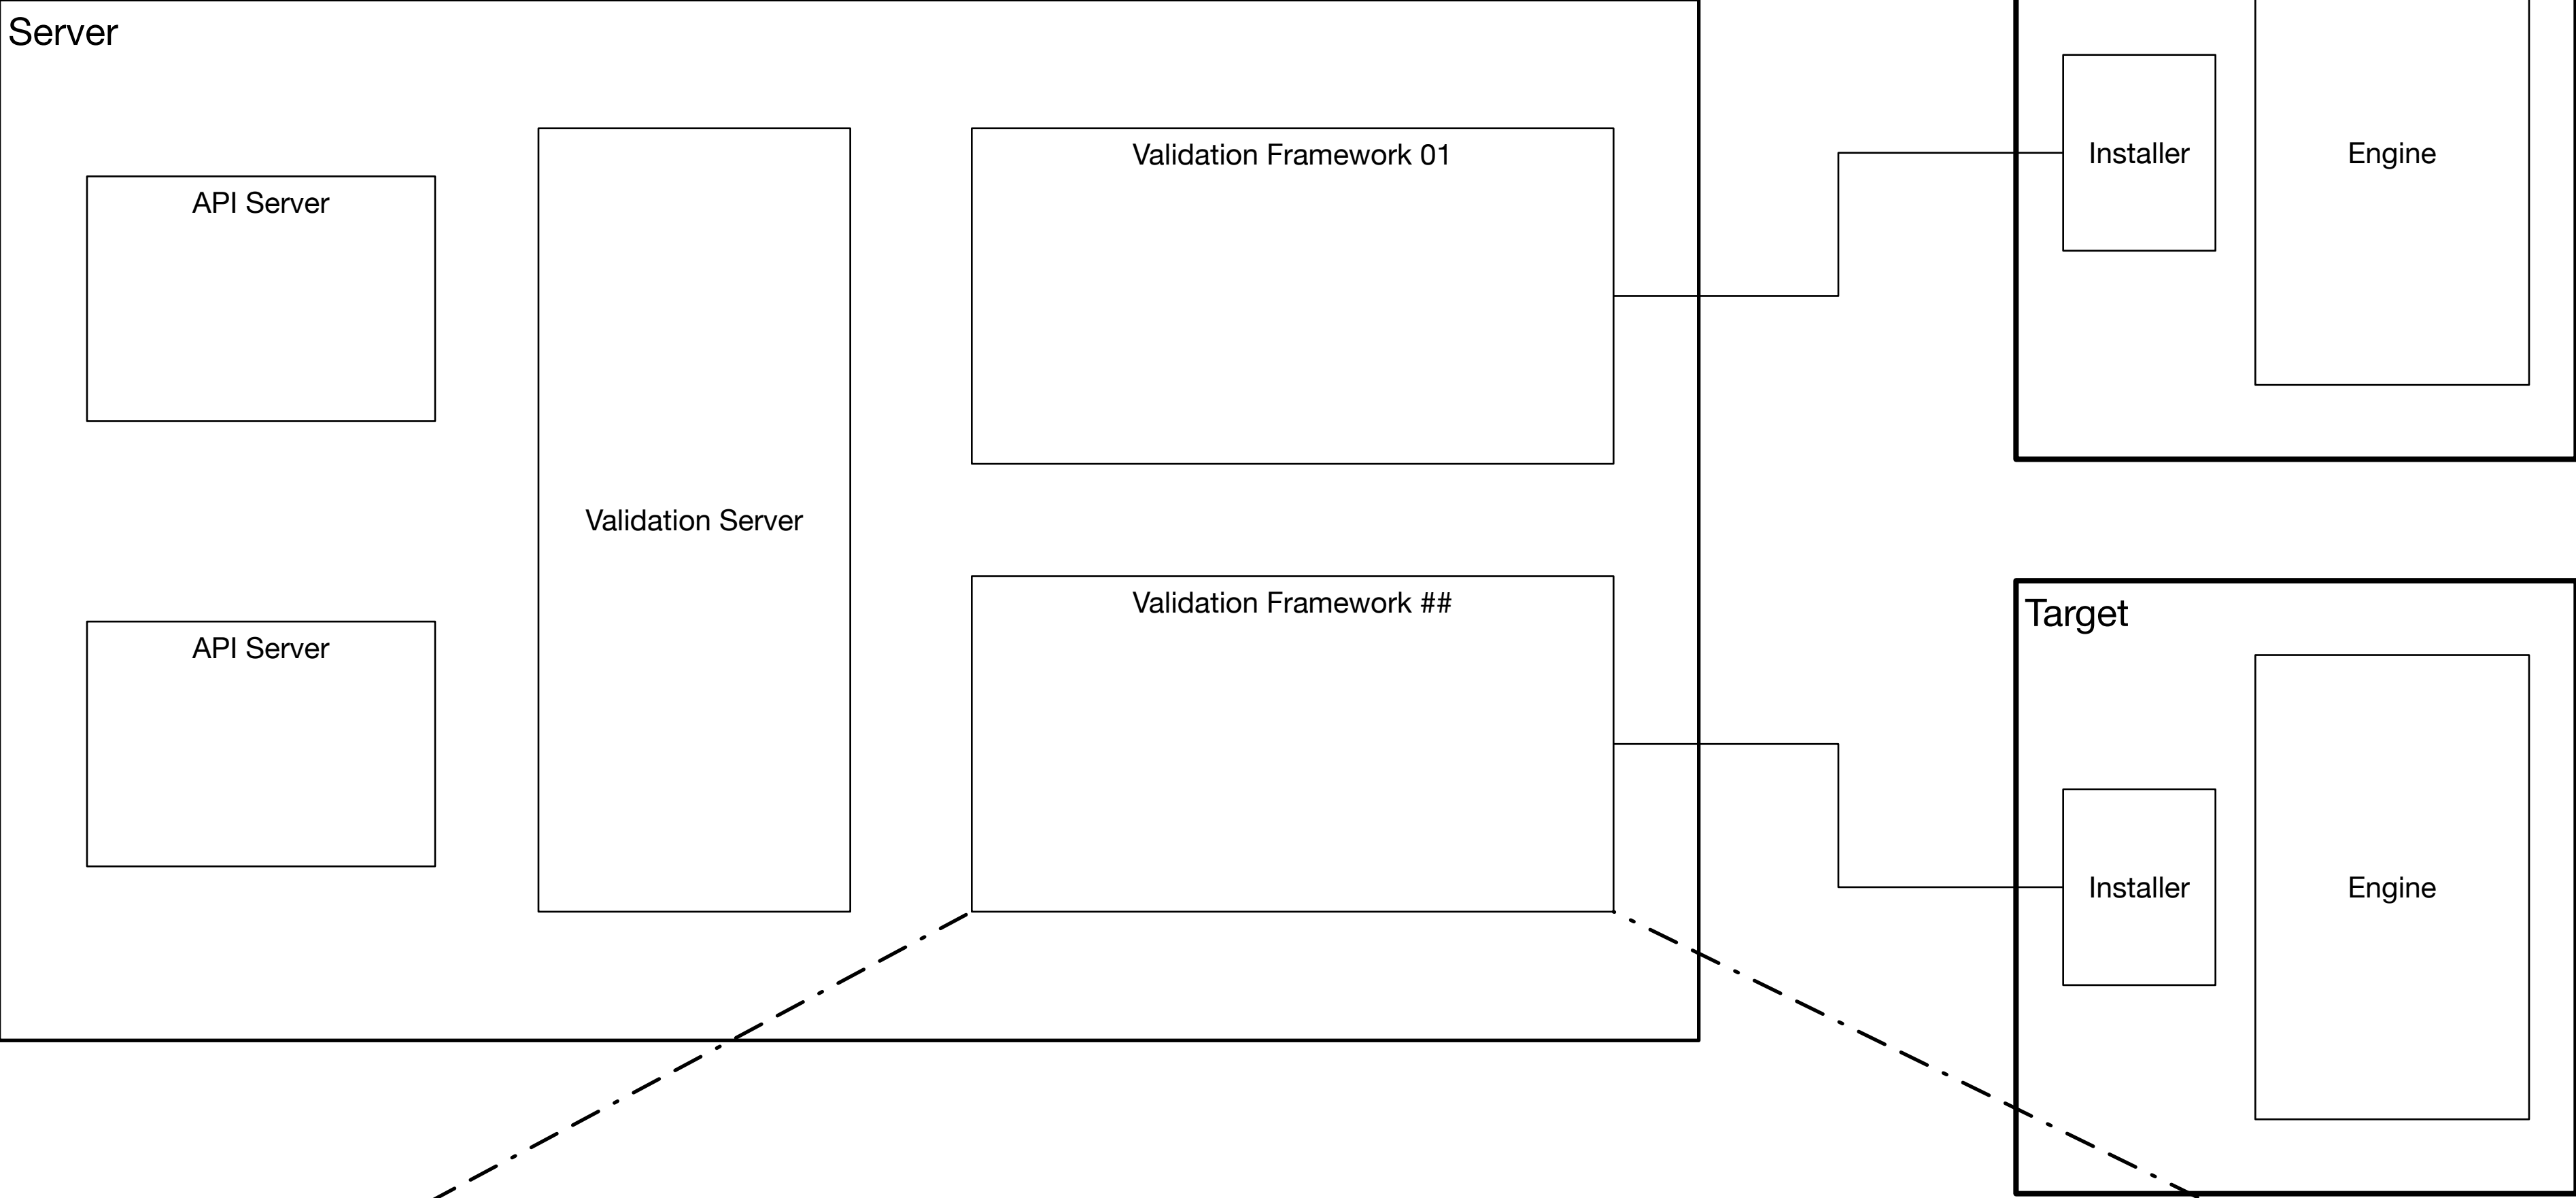 Server
API Server
Validation Server
API Server
Validation Framework 01
Validation Framework ##
Installer
Engine
Target
Installer
Engine